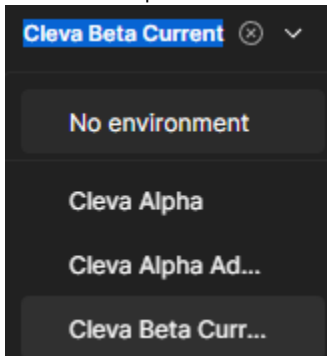 Cleva Beta Current
No environment
Cleva Alpha
Cleva Alpha Ad...
Cleva Beta Curr...